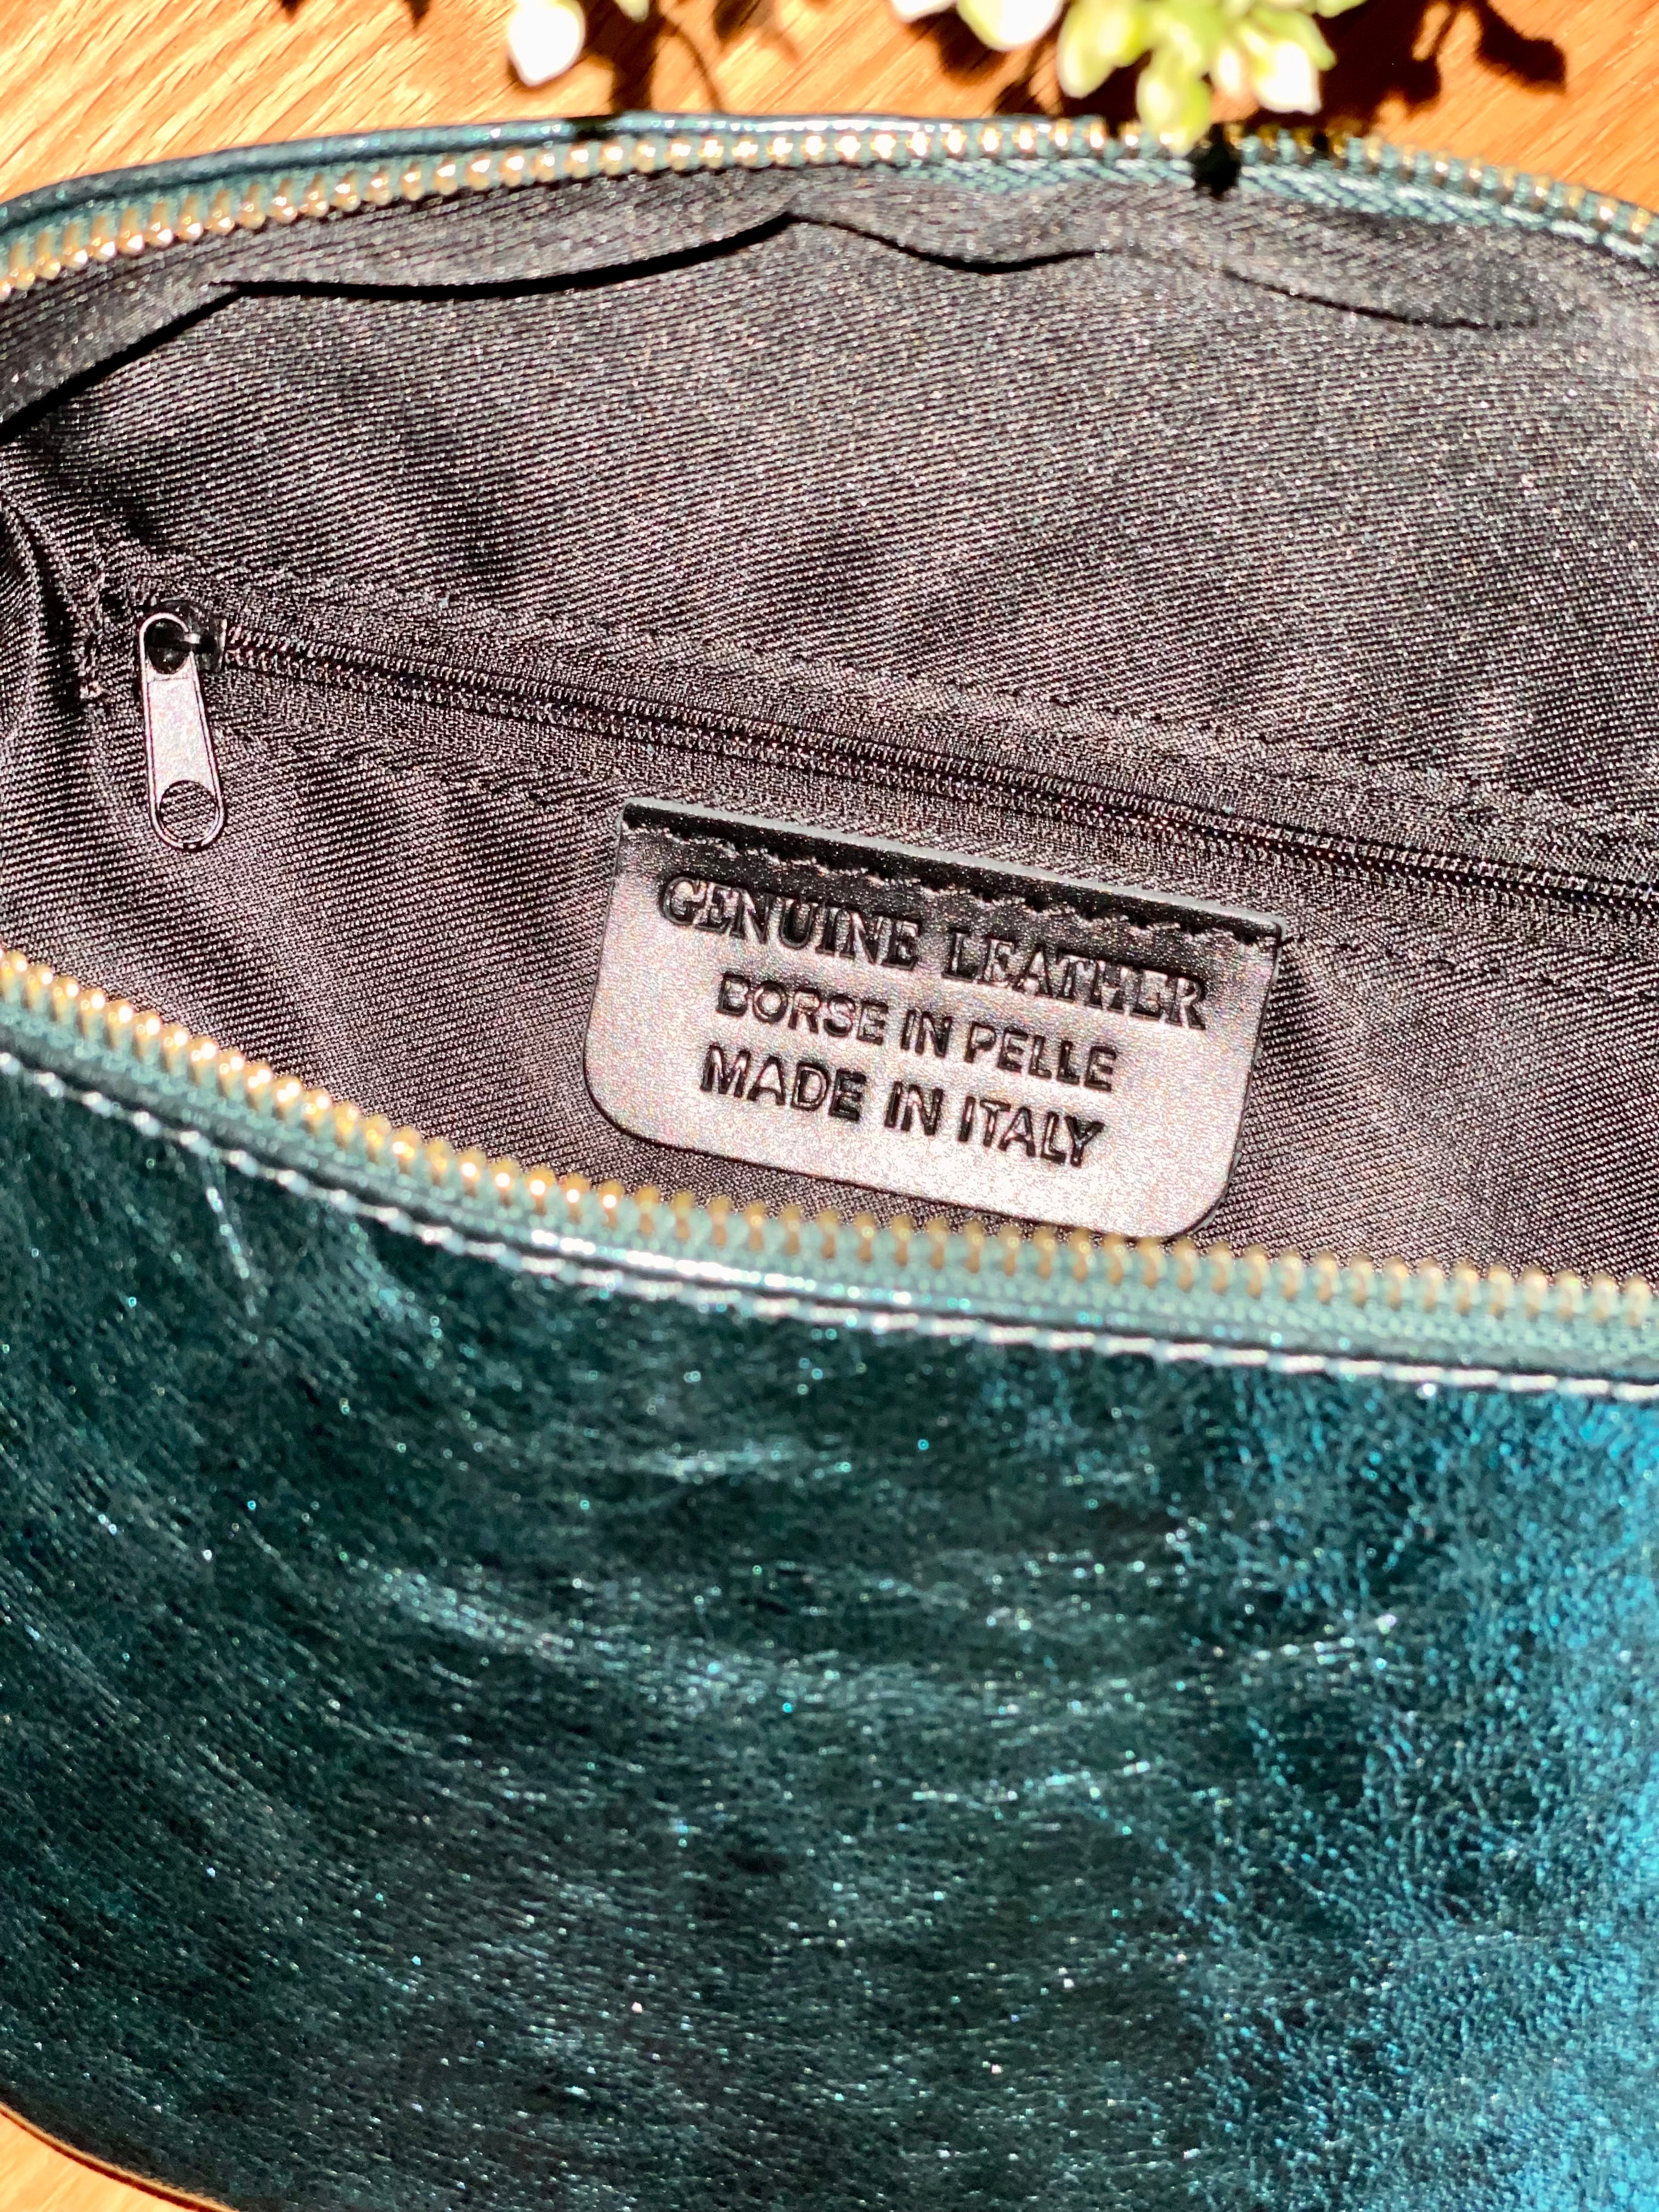 GENUINE LEATHER
BORSE IN PELLE
MADE IN ITALY